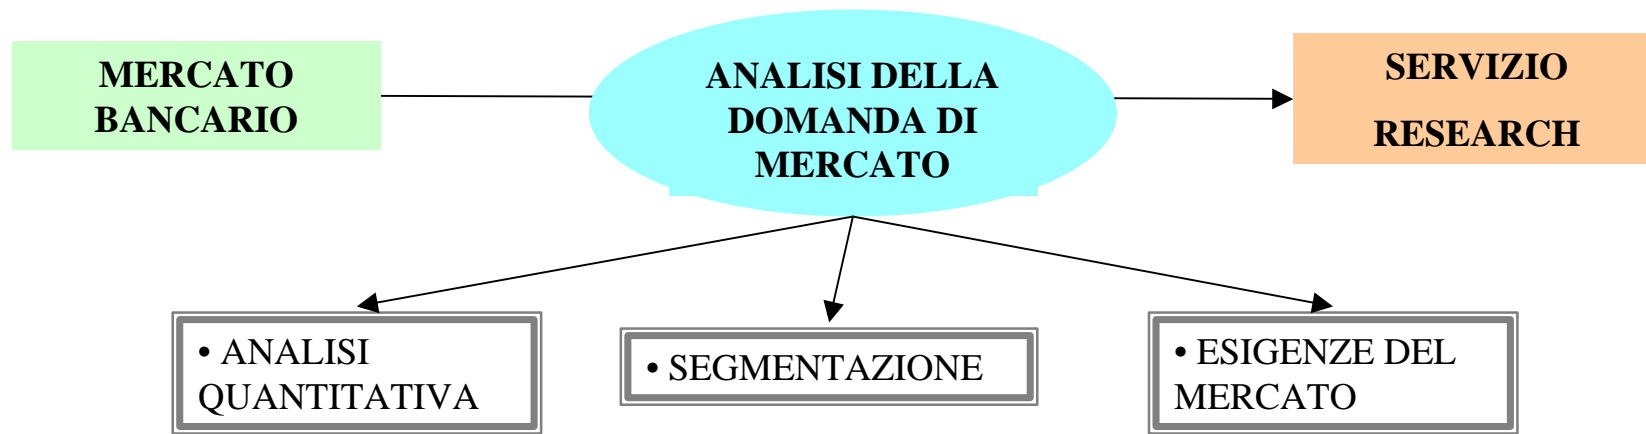 MERCATO
BANCARIO
ANALISI DELLA
DOMANDA DI
MERCATO
SERVIZIO
RESEARCH
• ANALISI
QUANTITATIVA
• SEGMENTAZIONE
• ESIGENZE DEL
MERCATO